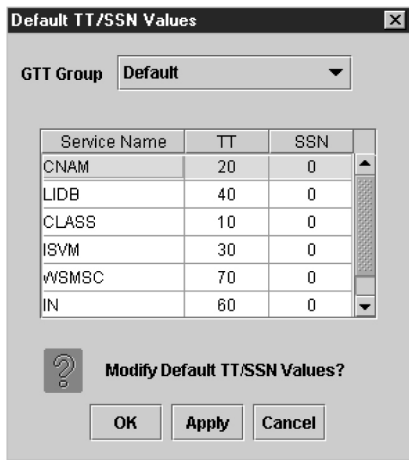 Default TT/SSN Values
GTT Group Default
Service Name TT SSN
CNAM 20 0
LIDB 40 0
CLASS 10 0
ISVM 30 0
WSMSC 70 0
IN 60 0
Modify Default TT/SSN Values?
OK Apply Cancel